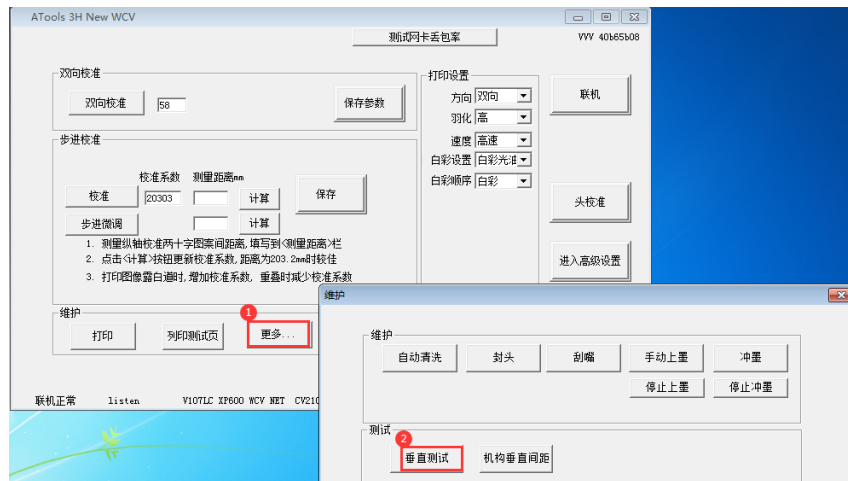 ATools 3H New WCV
测试网卡丢包率
VVV 40b65b08
双向校准
双向校准 58 保存参数
打印设置
方向 双向
羽化 高
速度 高速
白彩设置 白彩光油
白彩顺序 白彩
联机
头校准
进入高级设置
步进校准
校准系数 测量距离mm
校准 20303 计算 保存
步进微调 计算
1. 测量纵轴校准两十字图案间距离,填写到<测量距离>栏
2. 点击<计算>按钮更新校准系数,距离为203.2mm时较佳
3. 打印图像露白道时,增加校准系数, 重叠时减少校准系数
维护
1
打印 列印测试页 更多...
联机正常 listen V107LC XP600 WCV NET CV210
维护
维护
自动清洗 封头 刮嘴 手动上墨 冲墨
停止上墨 停止冲墨
测试
2
垂直测试 机构垂直间距